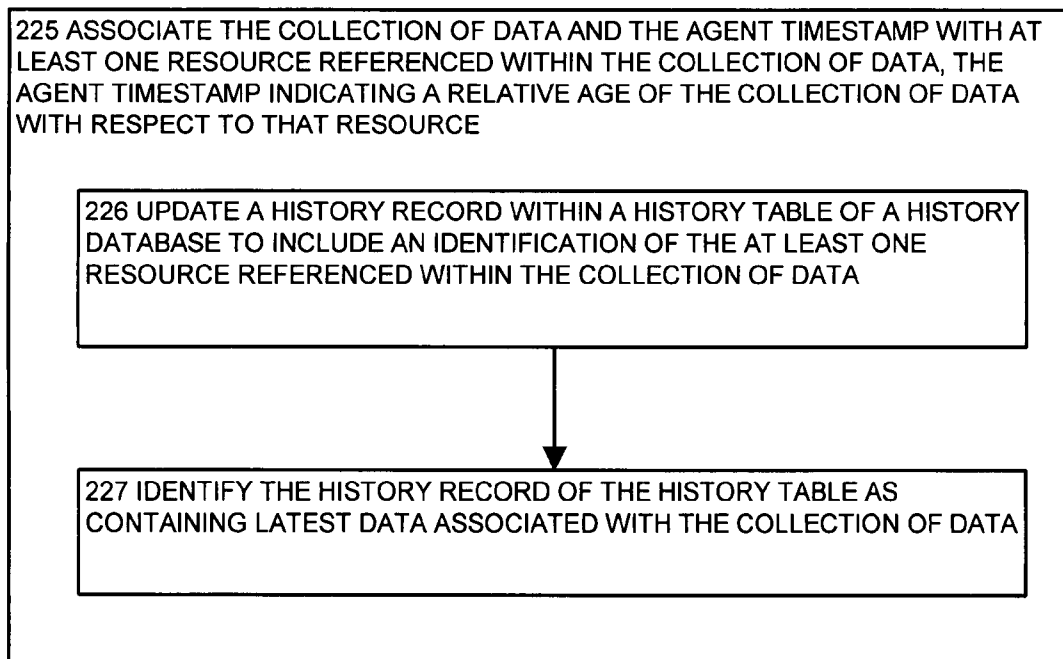 225 ASSOCIATE THE COLLECTION OF DATA AND THE AGENT TIMESTAMP WITH AT
LEAST ONE RESOURCE REFERENCED WITHIN THE COLLECTION OF DATA, THE
AGENT TIMESTAMP INDICATING A RELATIVE AGE OF THE COLLECTION OF DATA
WITH RESPECT TO THAT RESOURCE
226 UPDATE A HISTORY RECORD WITHIN A HISTORY TABLE OF A HISTORY
DATABASE TO INCLUDE AN IDENTIFICATION OF THE AT LEAST ONE
RESOURCE REFERENCED WITHIN THE COLLECTION OF DATA
227 IDENTIFY THE HISTORY RECORD OF THE HISTORY TABLE AS
CONTAINING LATEST DATA ASSOCIATED WITH THE COLLECTION OF DATA